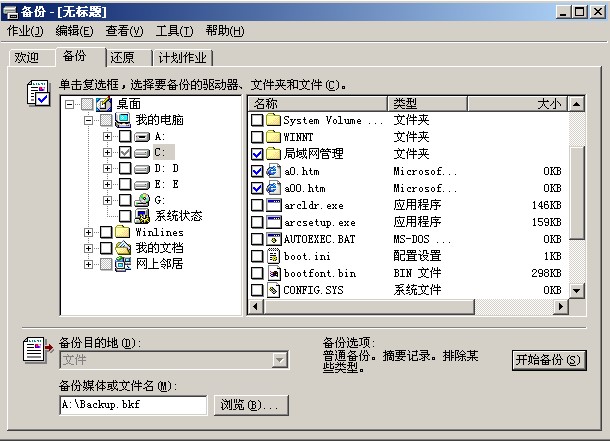 备份 - [无标题]
作业(J) 编辑(E) 查看(V) 工具(T) 帮助(H)
欢迎 备份 还原 计划作业
单击复选框，选择要备份的驱动器、文件夹和文件(C)。
桌面
我的电脑
A:
C:
D: D
E: E
G:
系统状态
Winlines
我的文档
网上邻居
名称 类型 大小
System Volume ... 文件夹
WINNT 文件夹
局域网管理 文件夹
a0.htm Microsof... 0KB
a00.htm Microsof... 0KB
arcldr.exe 应用程序 146KB
arcsetup.exe 应用程序 159KB
AUTOEXEC.BAT MS-DOS ... 0KB
boot.ini 配置设置 1KB
bootfont.bin BIN 文件 298KB
CONFIG.SYS 系统文件 0KB
备份目的地(D):
文件
备份媒体或文件名(M):
A:\Backup.bkf 浏览(B)...
备份选项:
普通备份。摘要记录。排除某
些类型。
开始备份(S)